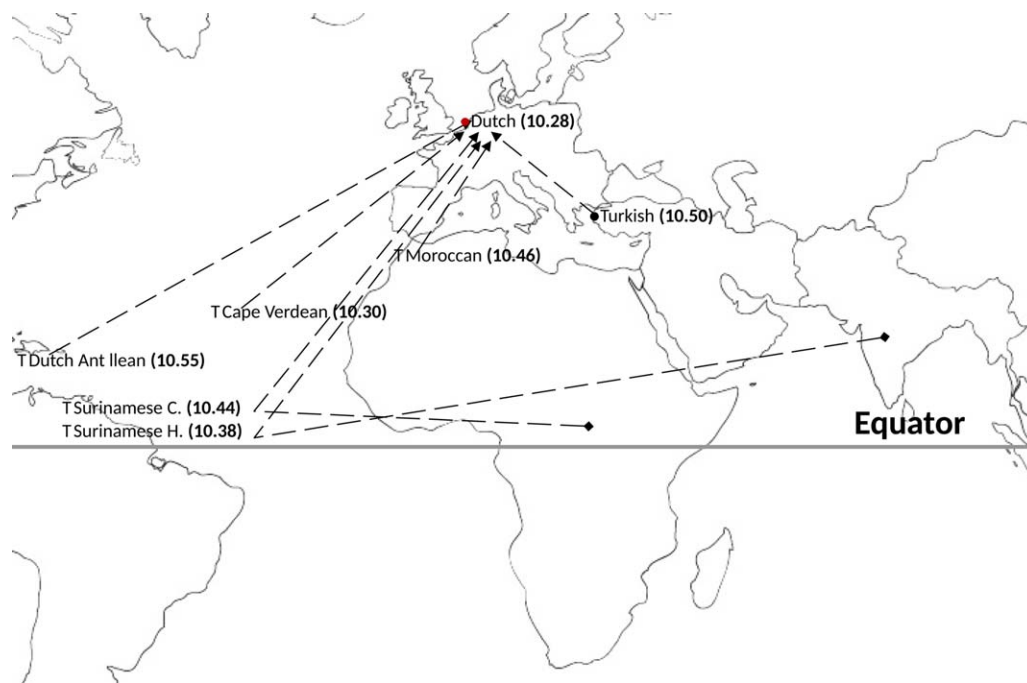 Dutch (10.28)
Turkish (10.50)
T Moroccan (10.46)
T Cape Verdean (10.30)
T Dutch Ant llean (10.55)
T Surinamese C. (10.44)
T Surinamese H. (10.38)
Equator